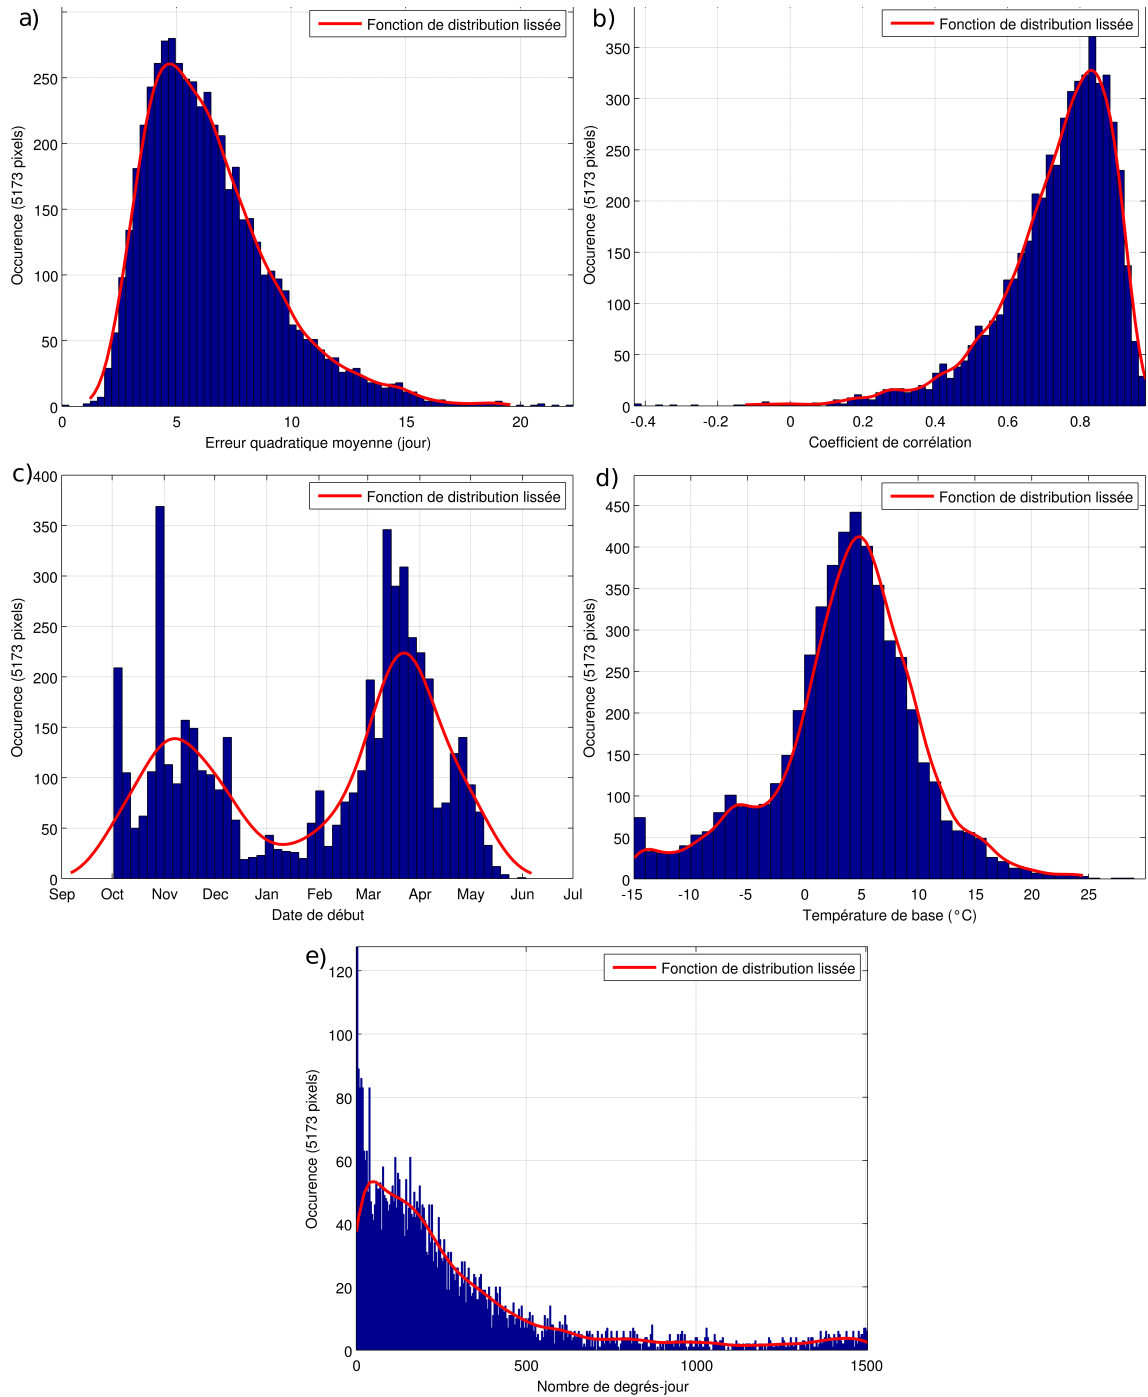 a)
Fonction de distribution lissée
Occurence (5173 pixels)
250
200
150
100
50
0
0 5 10 15 20
Erreur quadratique moyenne (jour)
b)
Fonction de distribution lissée
Occurence (5173 pixels)
350
300
250
200
150
100
50
0
-0.4 -0.2 0 0.2 0.4 0.6 0.8
Coefficient de corrélation
c)
Fonction de distribution lissée
Occurence (5173 pixels)
400
350
300
250
200
150
100
50
0
Sep Oct Nov Dec Jan Feb Mar Apr May Jun Jul
Date de début
d)
Fonction de distribution lissée
Occurence (5173 pixels)
450
400
350
300
250
200
150
100
50
0
-15 -10 -5 0 5 10 15 20 25
Température de base (°C)
e)
Fonction de distribution lissée
Occurence (5173 pixels)
120
100
80
60
40
20
0
0 500 1000 1500
Nombre de degrés-jour